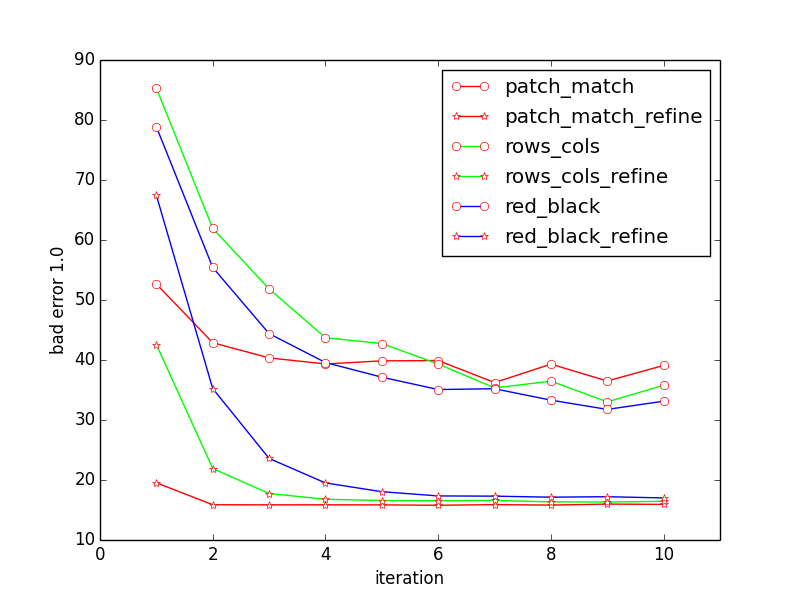 90
80
70
60
50
40
30
20
10
bad error 1.0
patch_match
patch_match_refine
rows_cols
rows_cols_refine
red_black
red_black_refine
0 2 4 6 8 10
iteration